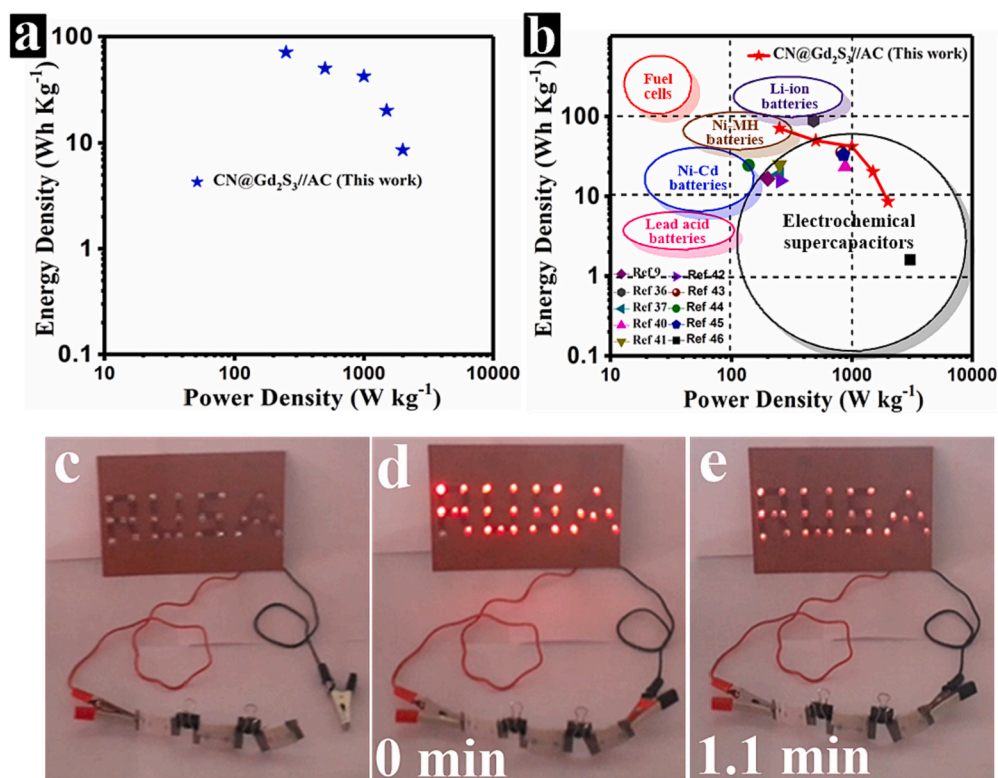 a
Energy Density (Wh Kg⁻¹)
100
10
1
0.1
CN@Gd₂S₃//AC (This work)
10
100
1000
10000
Power Density (W kg⁻¹)
b
Energy Density (Wh Kg⁻¹)
100
10
1
0.1
CN@Gd₂S₃//AC (This work)
Fuel
cells
Li-ion
batteries
Ni-MH
batteries
Ni-Cd
batteries
Lead acid
batteries
Electrochemical
supercapacitors
Ref 9
Ref 36
Ref 37
Ref 40
Ref 41
Ref 42
Ref 43
Ref 44
Ref 45
Ref 46
10
100
1000
10000
Power Density (W kg⁻¹)
c
RUSA
d
RUSA
0 min
e
RUSA
1.1 min